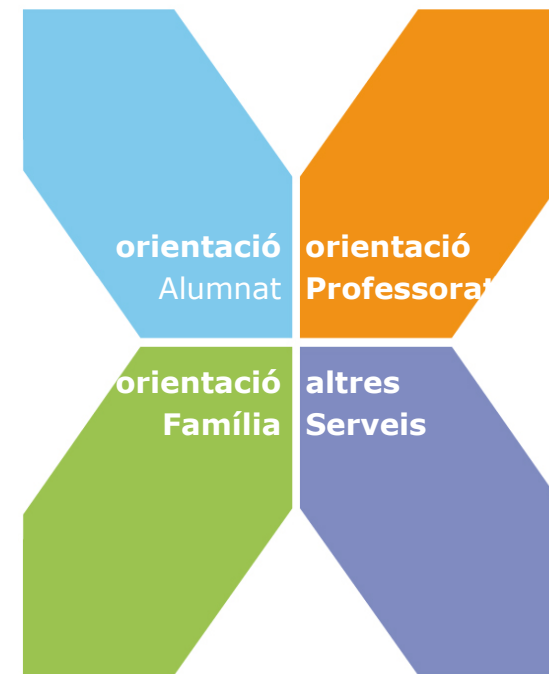 orientació
Alumnat
orientació
Professorat
orientació
Família
altres
Serveis